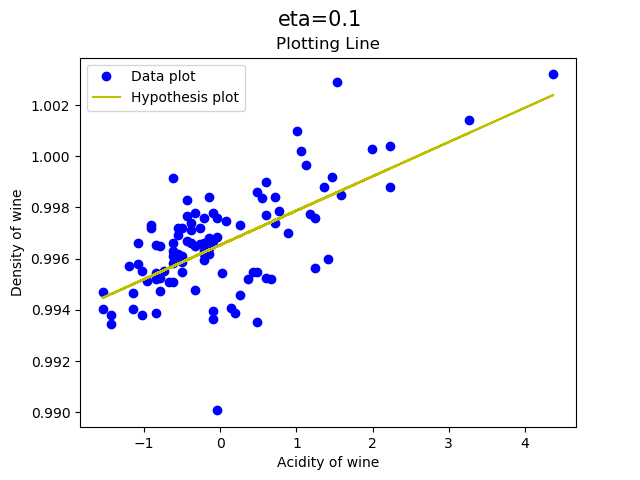 eta=0.1
Plotting Line
Data plot
Hypothesis plot
Density of wine
1.002
1.000
0.998
0.996
0.994
0.992
0.990
−1
0
1
2
3
4
Acidity of wine